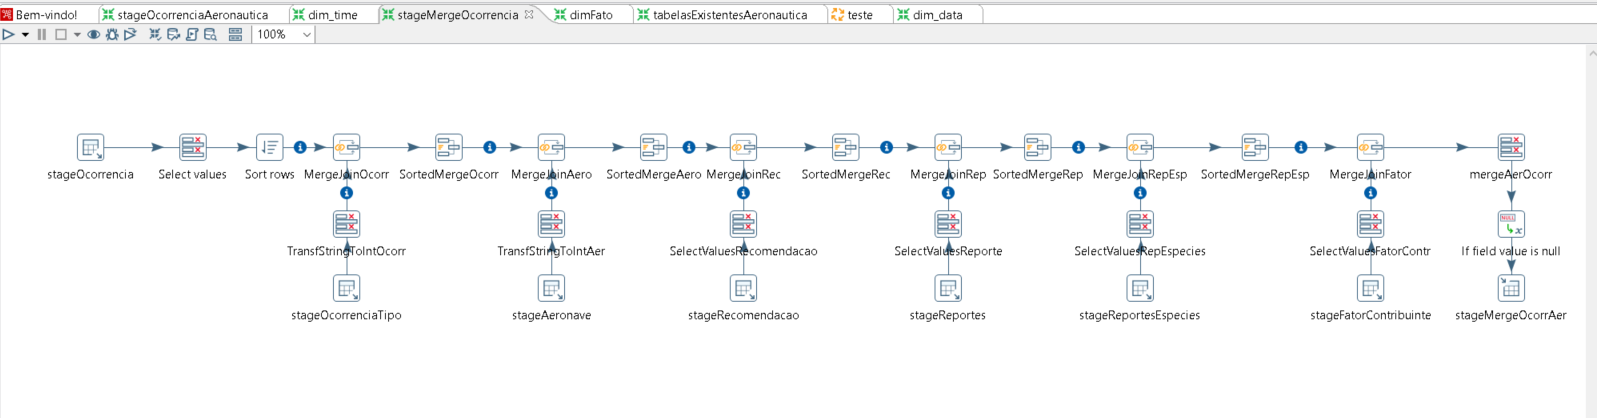 Bem-vindo!
stageOcorrenciaAeronautica
dim_time
stageMergeOcorrencia
dimFato
tabelasExistentesAeronautica
teste
dim_data
100%
stageOcorrencia
Select values
Sort rows
MergeJoinOcorr
SortedMergeOcorr
MergeJoinAero
SortedMergeAero
MergeJoinRec
SortedMergeRec
MergeJoinRep
SortedMergeRep
MergeJoinRepEsp
SortedMergeRepEsp
MergeJoinFator
mergeAerOcorr
TransfStringToIntOcorr
TransfStringToIntAer
SelectValuesRecomendacao
SelectValuesReporte
SelectValuesRepEspecies
SelectValuesFatorContr
NULL
x
If field value is null
stageOcorrenciaTipo
stageAeronave
stageRecomendacao
stageReportes
stageReportesEspecies
stageFatorContribuinte
stageMergeOcorrAer